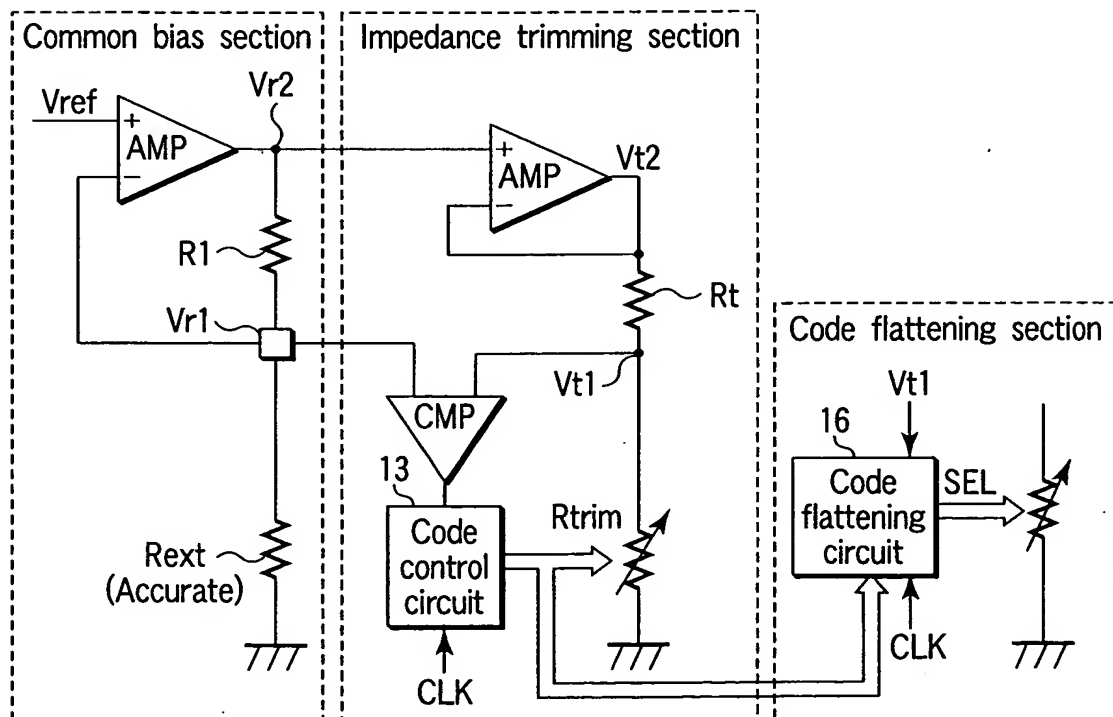 Common bias section
Vref
+
AMP
−
Vr2
R1
Vr1
Rext
(Accurate)
Impedance trimming section
+
AMP
−
Vt2
Rt
Vt1
CMP
13
Code
control
circuit
CLK
Rtrim
Code flattening section
Vt1
16
Code
flattening
circuit
SEL
CLK